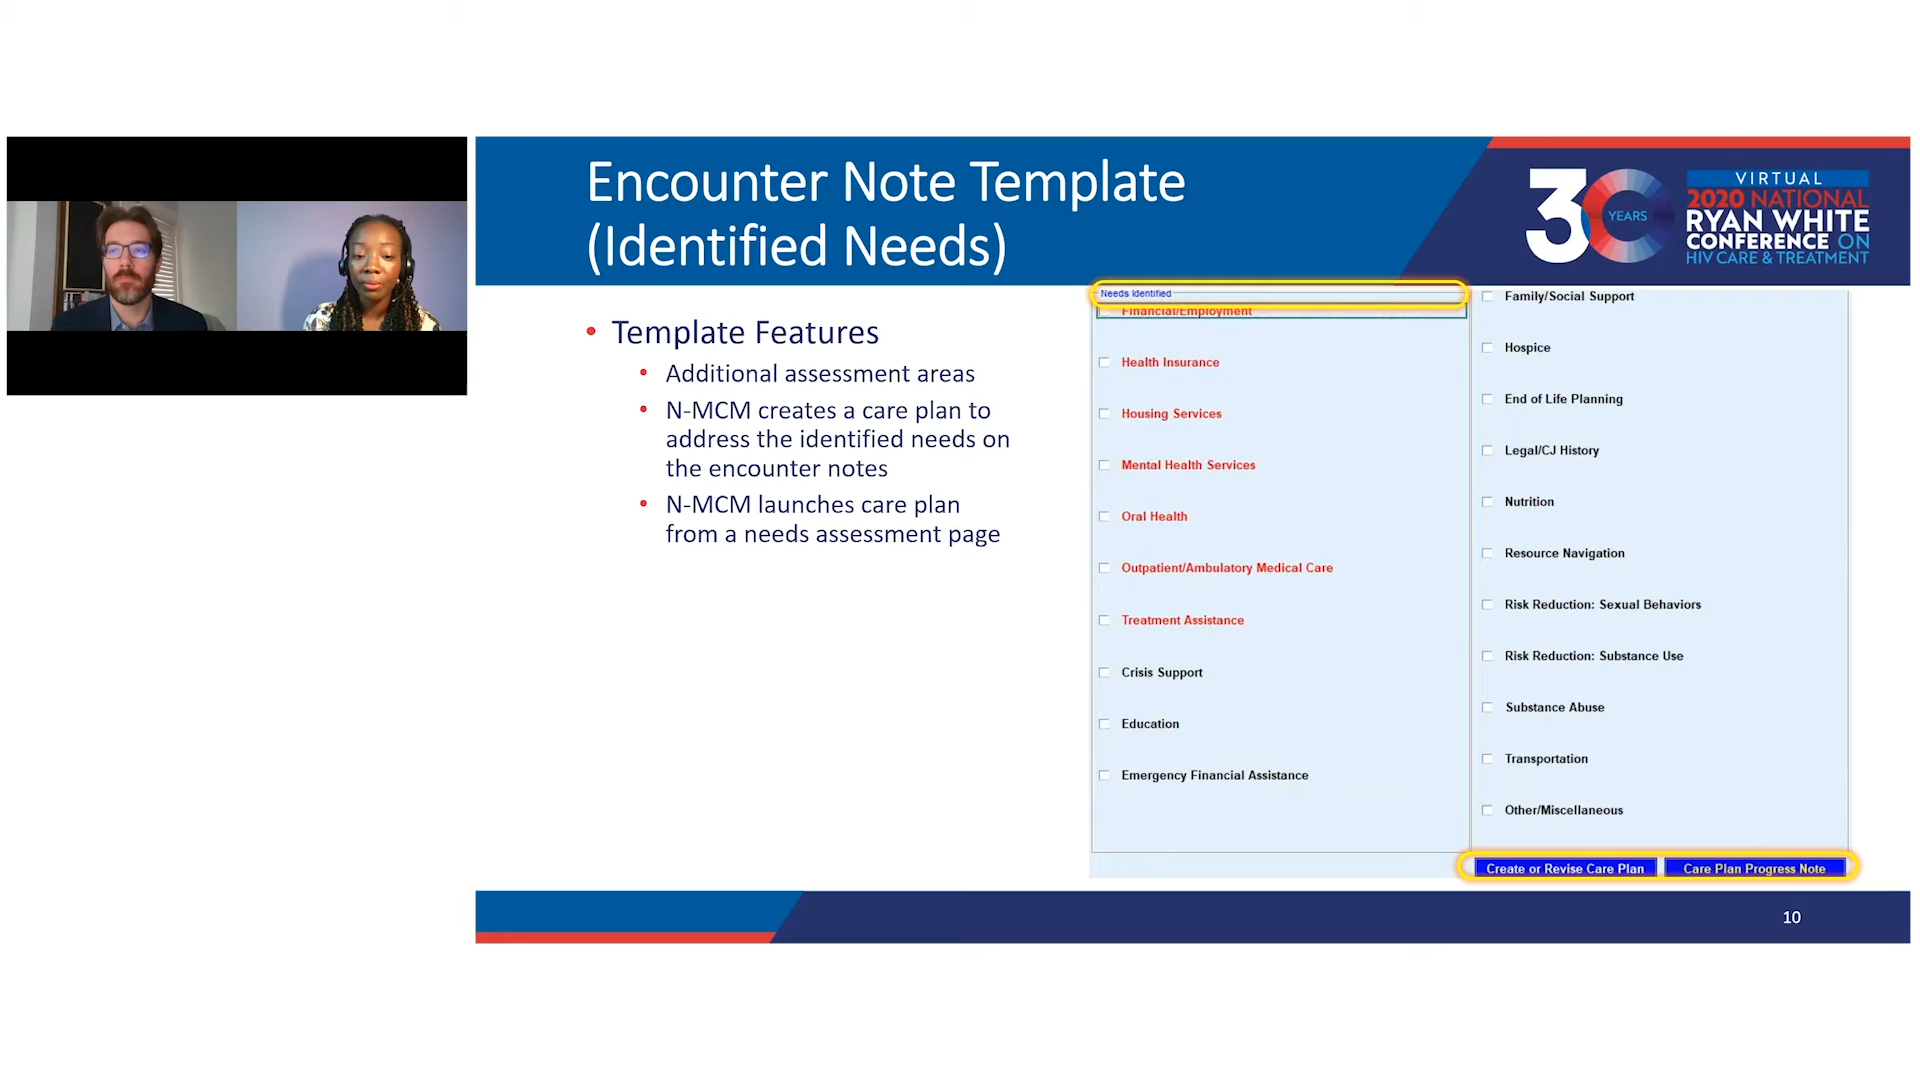 Encounter Note Template
(Identified Needs)
30
YEARS
VIRTUAL
2020 NATIONAL
RYAN WHITE
CONFERENCE ON
HIV CARE & TREATMENT
• Template Features
• Additional assessment areas
• N-MCM creates a care plan to
address the identified needs on
the encounter notes
• N-MCM launches care plan
from a needs assessment page
Needs Identified
Financial/Employment
Health Insurance
Housing Services
Mental Health Services
Oral Health
Outpatient/Ambulatory Medical Care
Treatment Assistance
Crisis Support
Education
Emergency Financial Assistance
Family/Social Support
Hospice
End of Life Planning
Legal/CJ History
Nutrition
Resource Navigation
Risk Reduction: Sexual Behaviors
Risk Reduction: Substance Use
Substance Abuse
Transportation
Other/Miscellaneous
Create or Revise Care Plan
Care Plan Progress Note
10